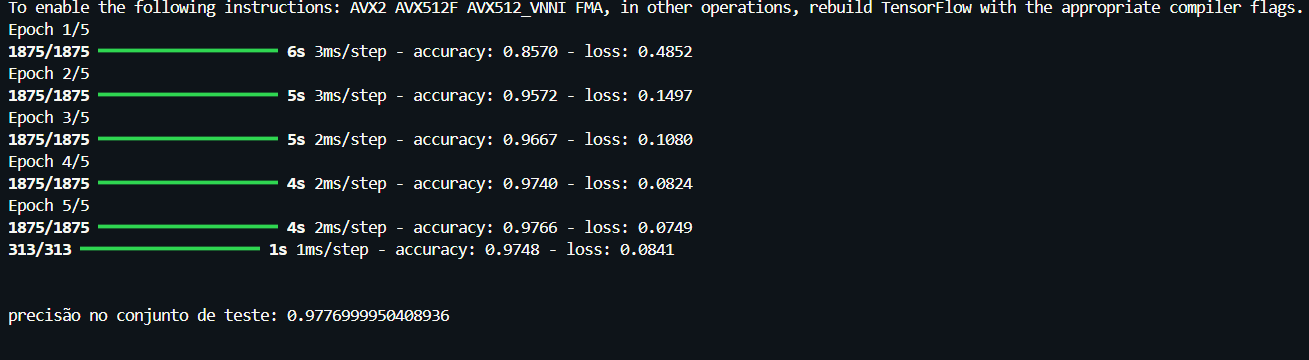 To enable the following instructions: AVX2 AVX512F AVX512_VNNI FMA, in other operations, rebuild TensorFlow with the appropriate compiler flags.
Epoch 1/5
1875/1875 6s 3ms/step - accuracy: 0.8570 - loss: 0.4852
Epoch 2/5
1875/1875 5s 3ms/step - accuracy: 0.9572 - loss: 0.1497
Epoch 3/5
1875/1875 5s 2ms/step - accuracy: 0.9667 - loss: 0.1080
Epoch 4/5
1875/1875 4s 2ms/step - accuracy: 0.9740 - loss: 0.0824
Epoch 5/5
1875/1875 4s 2ms/step - accuracy: 0.9766 - loss: 0.0749
313/313 1s 1ms/step - accuracy: 0.9748 - loss: 0.0841
precisão no conjunto de teste: 0.9776999950408936